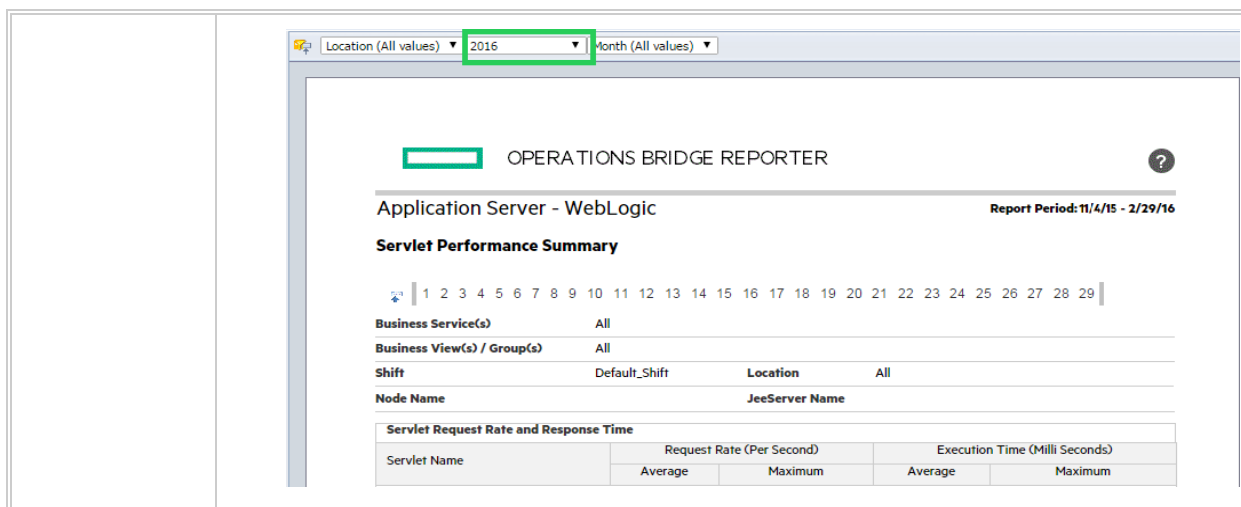 Location (All values) 2016 Month (All values)
OPERATIONS BRIDGE REPORTER ?
Application Server - WebLogic Report Period: 11/4/15 - 2/29/16
Servlet Performance Summary
1 2 3 4 5 6 7 8 9 10 11 12 13 14 15 16 17 18 19 20 21 22 23 24 25 26 27 28 29
Business Service(s) All
Business View(s) / Group(s) All
Shift Default_Shift Location All
Node Name JeeServer Name
Servlet Request Rate and Response Time
Servlet Name Request Rate (Per Second) Execution Time (Milli Seconds)
Average Maximum Average Maximum